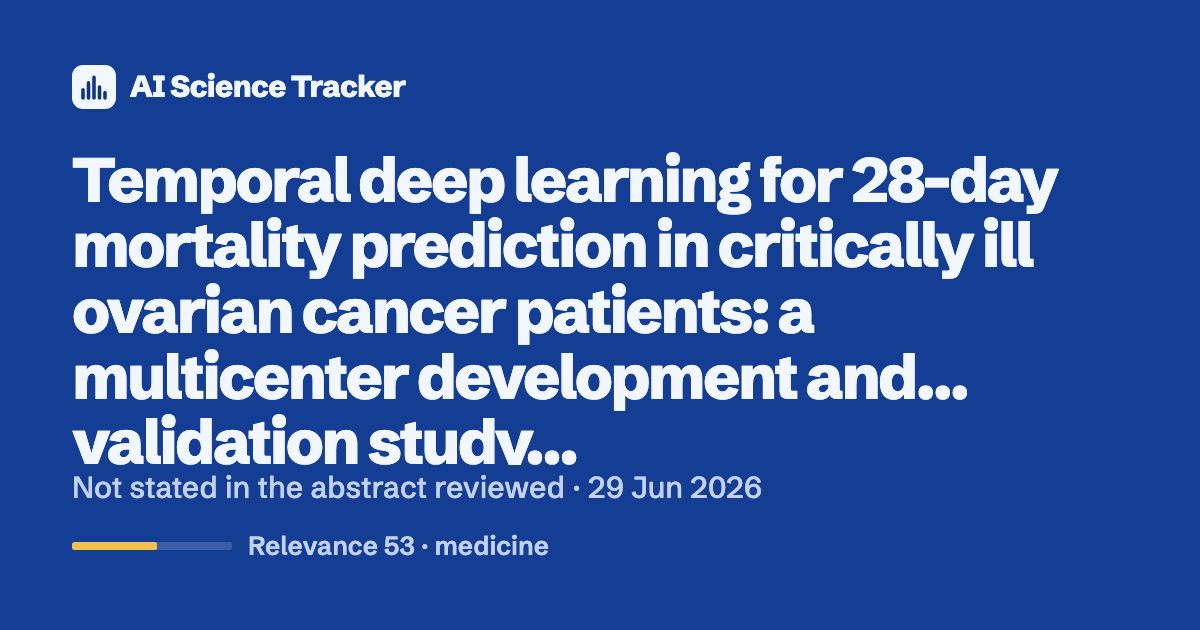 AI Science Tracker
Temporal deep learning for 28-day
mortality prediction in critically ill
ovarian cancer patients: a
multicenter development and...
validation study...
Not stated in the abstract reviewed · 29 Jun 2026
Relevance 53 · medicine